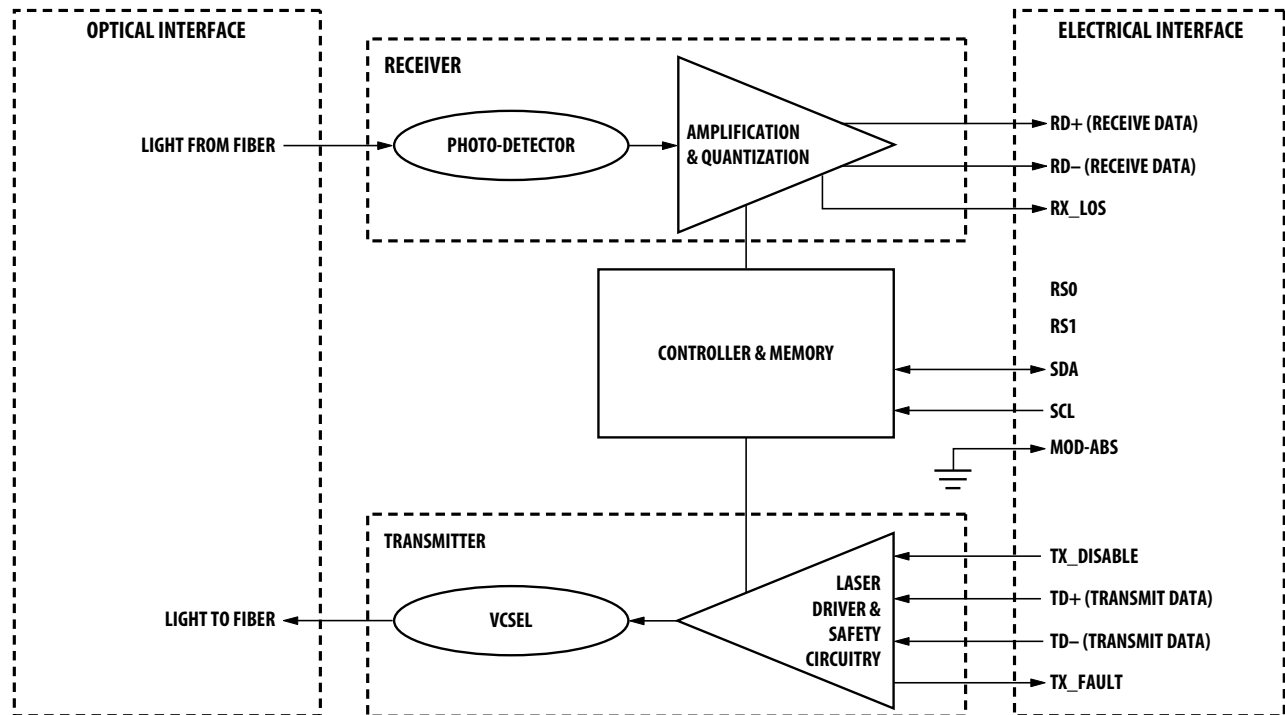 OPTICAL INTERFACE
ELECTRICAL INTERFACE
RECEIVER
LIGHT FROM FIBER
PHOTO-DETECTOR
AMPLIFICATION
& QUANTIZATION
RD+ (RECEIVE DATA)
RD– (RECEIVE DATA)
RX_LOS
RS0
RS1
CONTROLLER & MEMORY
SDA
SCL
MOD-ABS
TRANSMITTER
LIGHT TO FIBER
VCSEL
LASER
DRIVER &
SAFETY
CIRCUITRY
TX_DISABLE
TD+ (TRANSMIT DATA)
TD– (TRANSMIT DATA)
TX_FAULT